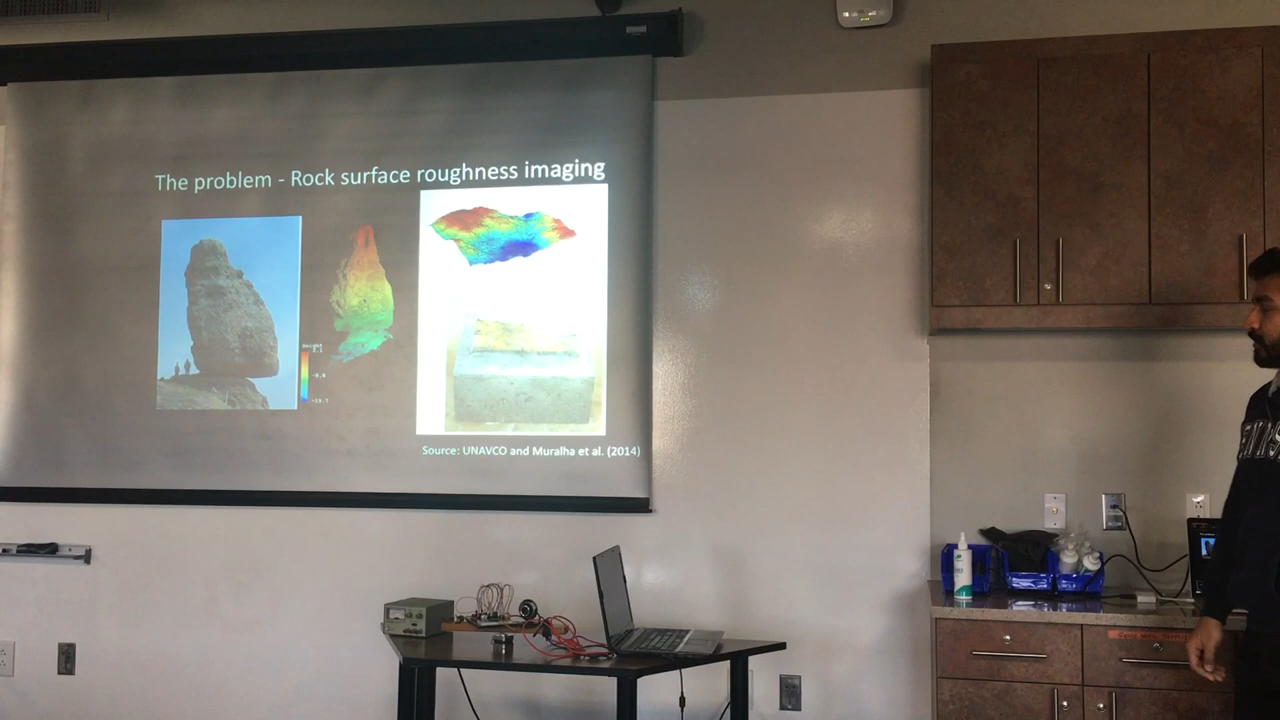 The problem - Rock surface roughness imaging
Source: UNAVCO and Muralha et al. (2014)